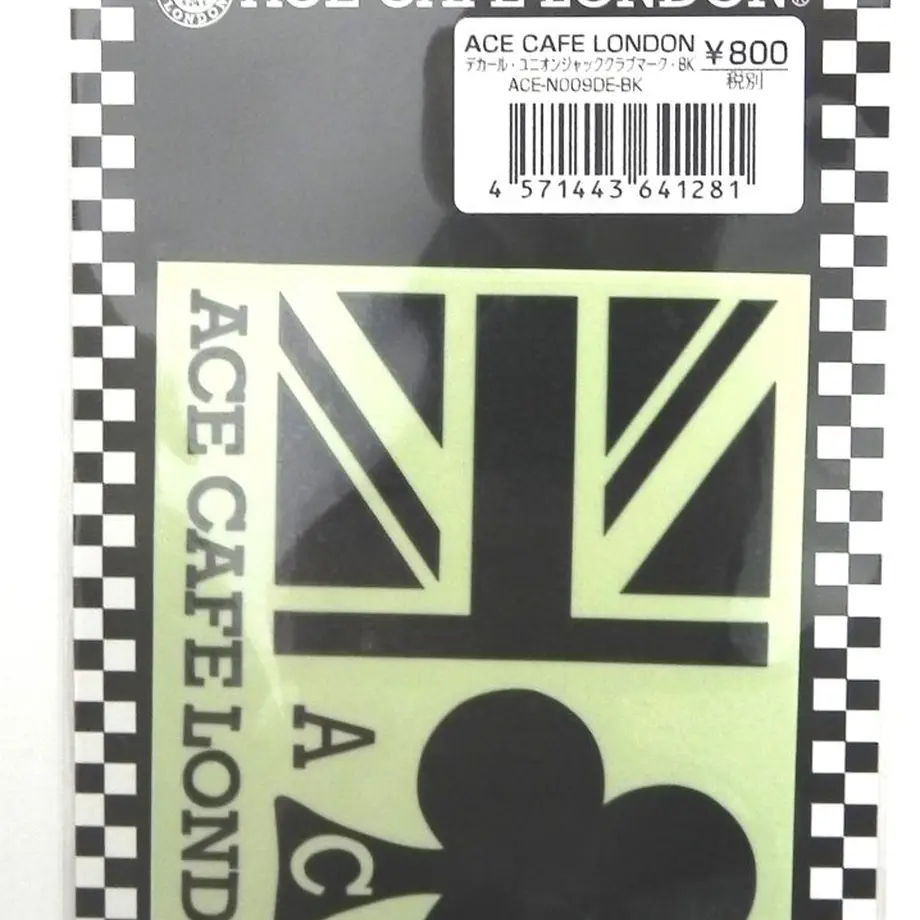 LONDON
ACE CAFE LONDON®
ACE CAFE LONDON
¥800
デカール・ユニオンジャッククラブマーク・BK
税別
ACE-N009DE-BK
4 571443 641281
ACE CAFE LOND
A
C